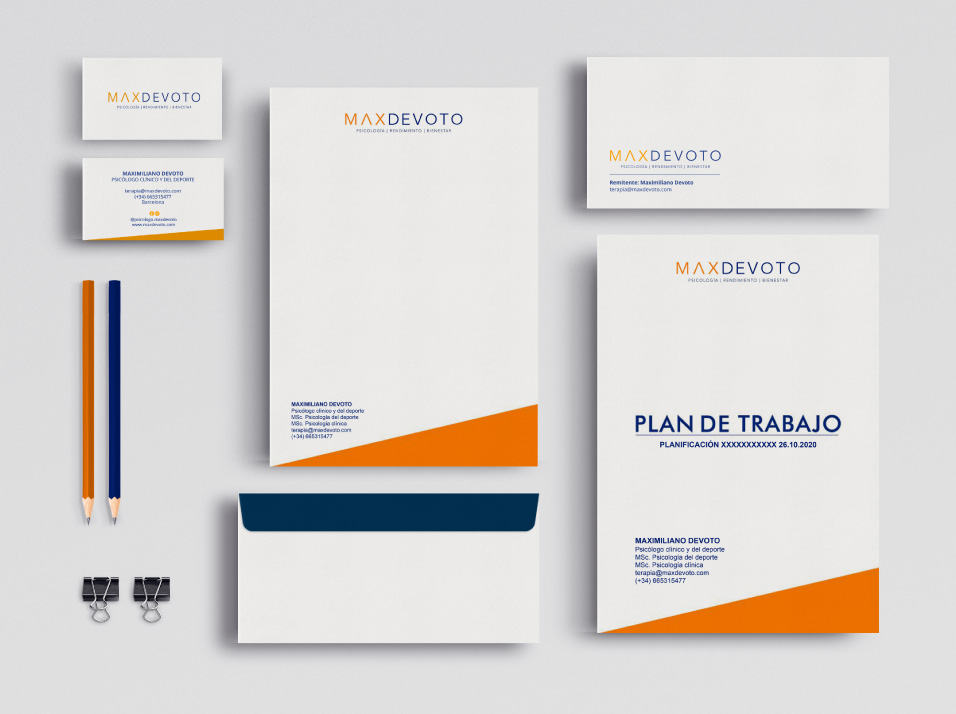 MAXDEVOTO
PSICOLOGÍA | RENDIMIENTO | BIENESTAR
MAXIMILIANO DEVOTO
PSICÓLOGO CLÍNICO Y DEL DEPORTE
terapia@maxdevoto.com
(+34) 665315477
Barcelona
@psicologo.maxdevoto
www.maxdevoto.com
MAXDEVOTO
PSICOLOGÍA | RENDIMIENTO | BIENESTAR
MAXIMILIANO DEVOTO
Psicólogo clínico y del deporte
MSc. Psicología del deporte
MSc. Psicología clínica
terapia@maxdevoto.com
(+34) 665315477
MAXDEVOTO
PSICOLOGÍA | RENDIMIENTO | BIENESTAR
Remitente: Maximiliano Devoto
terapia@maxdevoto.com
MAXDEVOTO
PSICOLOGÍA | RENDIMIENTO | BIENESTAR
PLAN DE TRABAJO
PLANIFICACIÓN XXXXXXXXXXX 26.10.2020
MAXIMILIANO DEVOTO
Psicólogo clínico y del deporte
MSc. Psicología del deporte
MSc. Psicología clínica
terapia@maxdevoto.com
(+34) 665315477